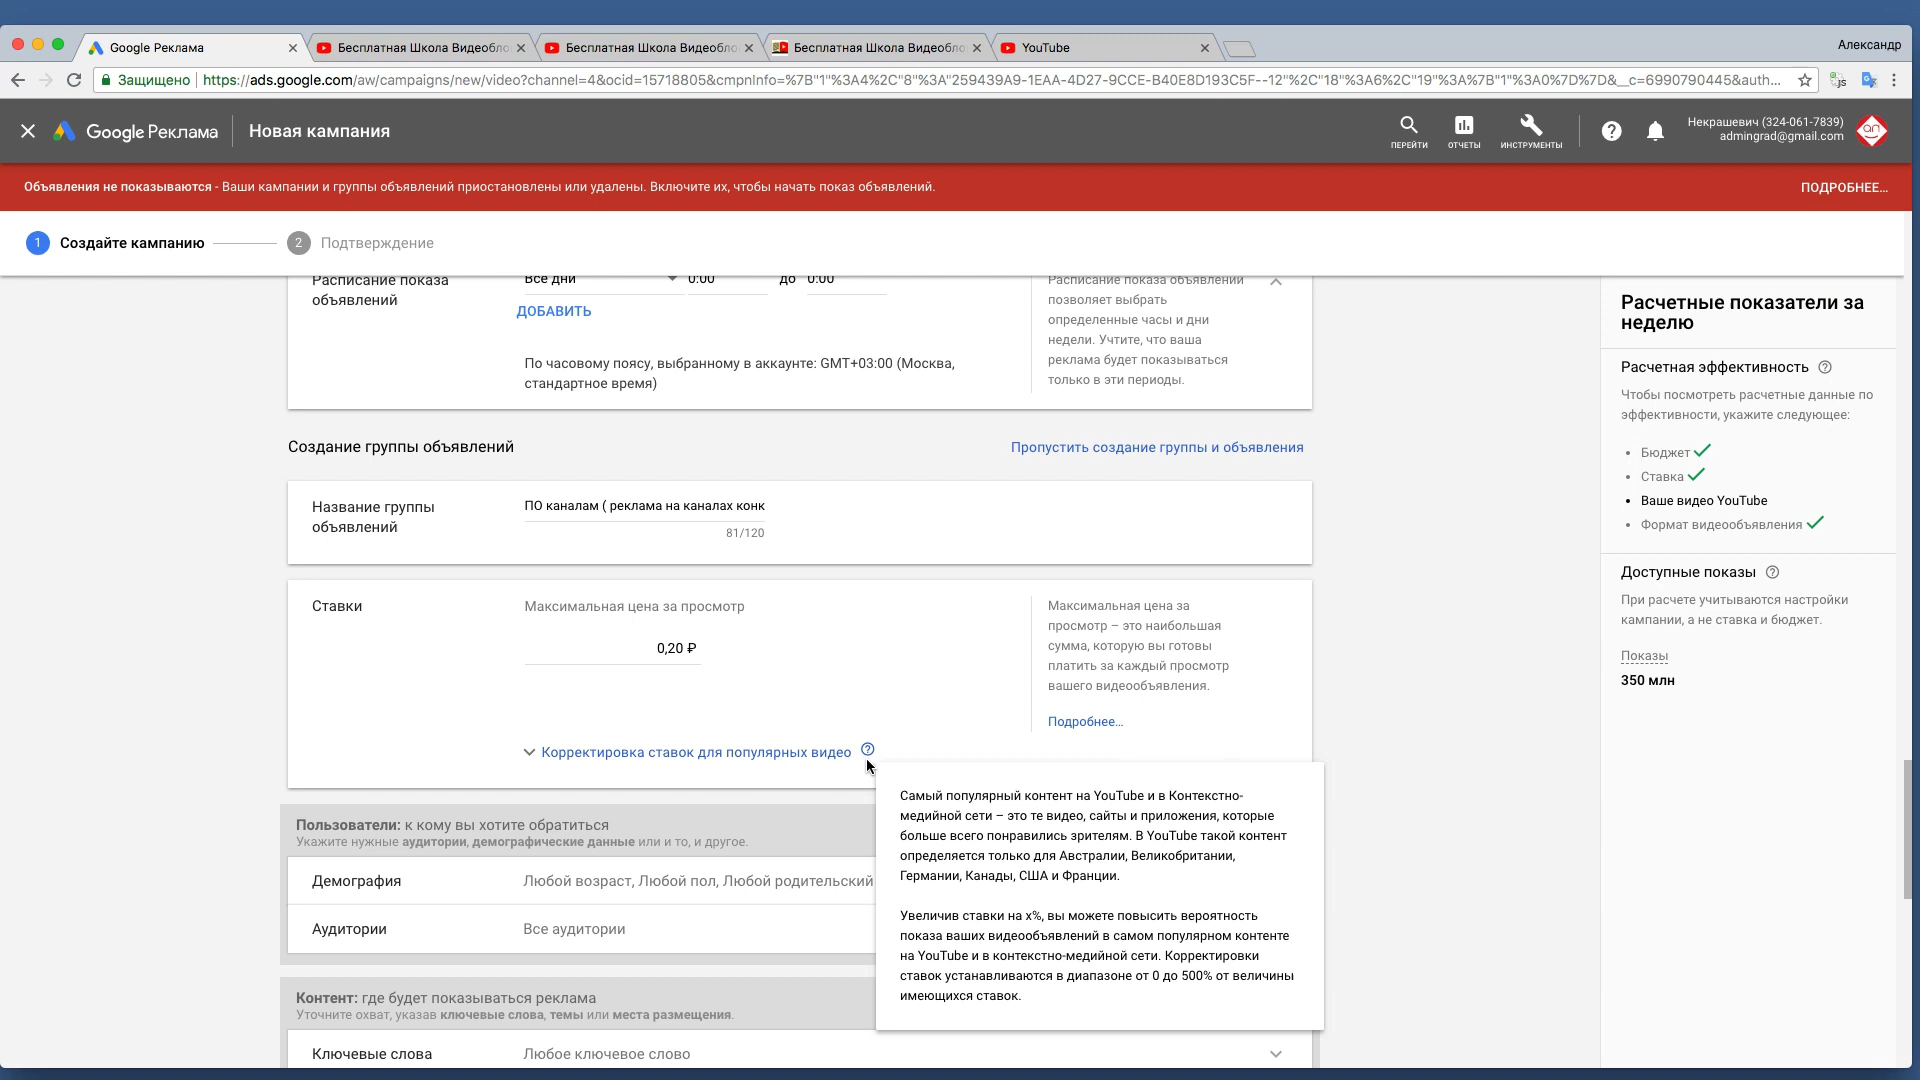 Google Реклама
Бесплатная Школа Видеобло
Бесплатная Школа Видеобло
Бесплатная Школа Видеобл
YouTube
Александр
Защищено
https://ads.google.com/aw/campaigns/new/video?channel=4&ocid=15718805&cmpnInfo=%7B"1"%3A4%2C"8"%3A"259439A9-1EAA-4D27-9CCE-B40E8D193C5F--12"%2C"18"%3A6%2C"19"%3A%7B"1"%3A0%7D%7D&__c=6990790445&auth...
Google Реклама
Новая кампания
ПЕРЕЙТИ
ОТЧЕТЫ
ИНСТРУМЕНТЫ
Некрашевич (324-061-7839)
admingrad@gmail.com
Объявления не показываются - Ваши кампании и группы объявлений приостановлены или удалены. Включите их, чтобы начать показ объявлений.
ПОДРОБНЕЕ...
1 Создайте кампанию
2 Подтверждение
Расписание показа
объявлений
Все дни
0:00 до 0:00
ДОБАВИТЬ
По часовому поясу, выбранному в аккаунте: GMT+03:00 (Москва,
стандартное время)
Расписание показа объявлений
позволяет выбрать
определенные часы и дни
недели. Учтите, что ваша
реклама будет показываться
только в эти периоды.
Создание группы объявлений
Пропустить создание группы и объявления
Название группы
объявлений
ПО каналам ( реклама на каналах конк
81/120
Ставки
Максимальная цена за просмотр
0,20 ₽
Максимальная цена за
просмотр – это наибольшая
сумма, которую вы готовы
платить за каждый просмотр
вашего видеообъявления.
Подробнее...
Корректировка ставок для популярных видео
Самый популярный контент на YouTube и в Контекстно-
медийной сети – это те видео, сайты и приложения, которые
больше всего понравились зрителям. В YouTube такой контент
определяется только для Австралии, Великобритании,
Германии, Канады, США и Франции.
Увеличив ставки на x%, вы можете повысить вероятность
показа ваших видеообъявлений в самом популярном контенте
на YouTube и в контекстно-медийной сети. Корректировки
ставок устанавливаются в диапазоне от 0 до 500% от величины
имеющихся ставок.
Пользователи: к кому вы хотите обратиться
Укажите нужные аудитории, демографические данные или и то, и другое.
Демография
Любой возраст, Любой пол, Любой родительский
Аудитории
Все аудитории
Контент: где будет показываться реклама
Уточните охват, указав ключевые слова, темы или места размещения.
Ключевые слова
Любое ключевое слово
Расчетные показатели за
неделю
Расчетная эффективность
Чтобы посмотреть расчетные данные по
эффективности, укажите следующее:
• Бюджет
• Ставка
• Ваше видео YouTube
• Формат видеообъявления
Доступные показы
При расчете учитываются настройки
кампании, а не ставка и бюджет.
Показы
350 млн